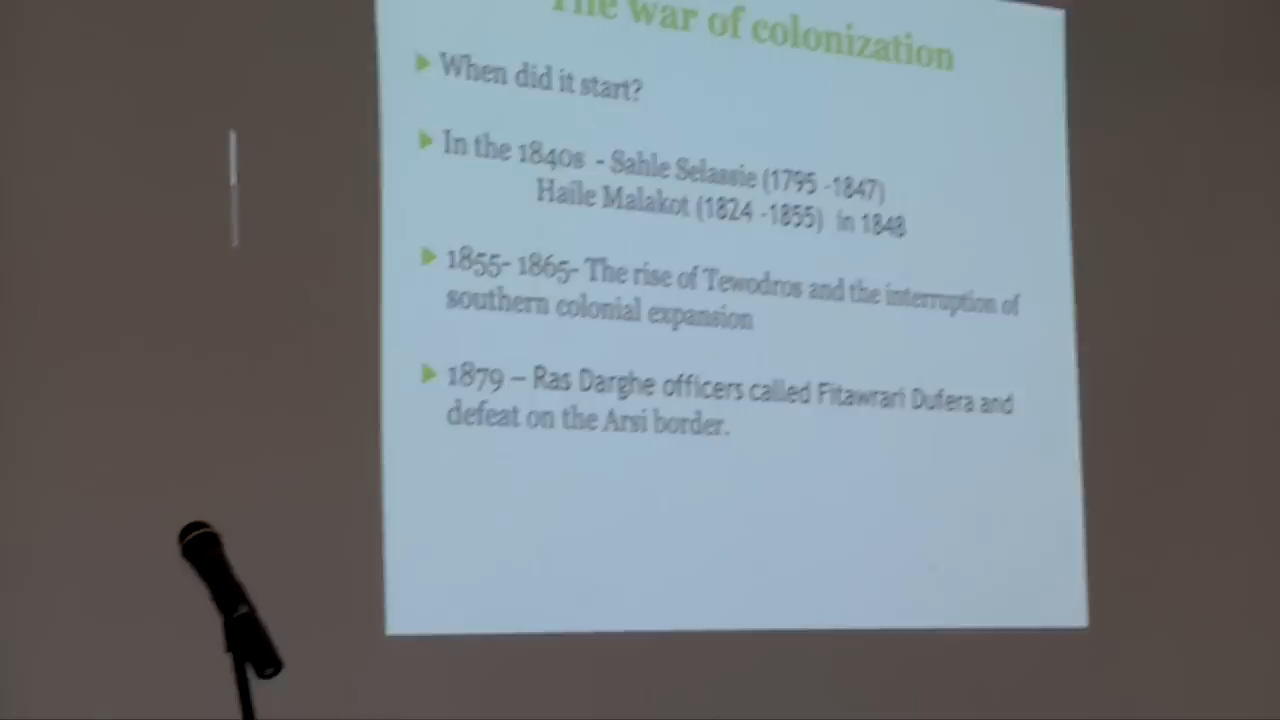 The war of colonization
When did it start?
In the 1840s - Sahle Selassie (1795 -1847)
Haile Malakot (1824 -1855) in 1848
1855- 1865- The rise of Tewodros and the interruption of
southern colonial expansion
1879 – Ras Darghe officers called Fitawrari Dufera and
defeat on the Arsi border.